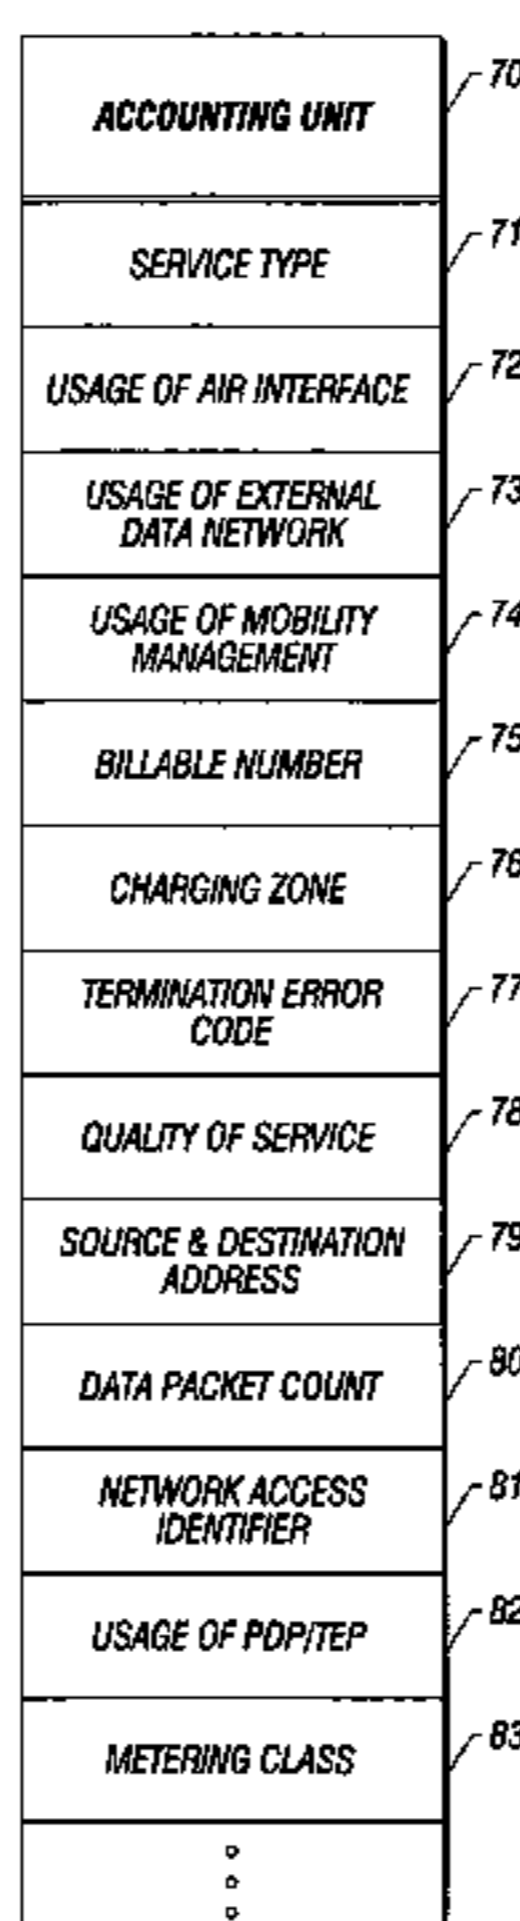 ACCOUNTING UNIT
70
SERVICE TYPE
71
USAGE OF AIR INTERFACE
72
USAGE OF EXTERNAL
DATA NETWORK
73
USAGE OF MOBILITY
MANAGEMENT
74
BILLABLE NUMBER
75
CHARGING ZONE
76
TERMINATION ERROR
CODE
77
QUALITY OF SERVICE
78
SOURCE & DESTINATION
ADDRESS
79
DATA PACKET COUNT
80
NETWORK ACCESS
IDENTIFIER
81
USAGE OF PDP/TEP
82
METERING CLASS
83